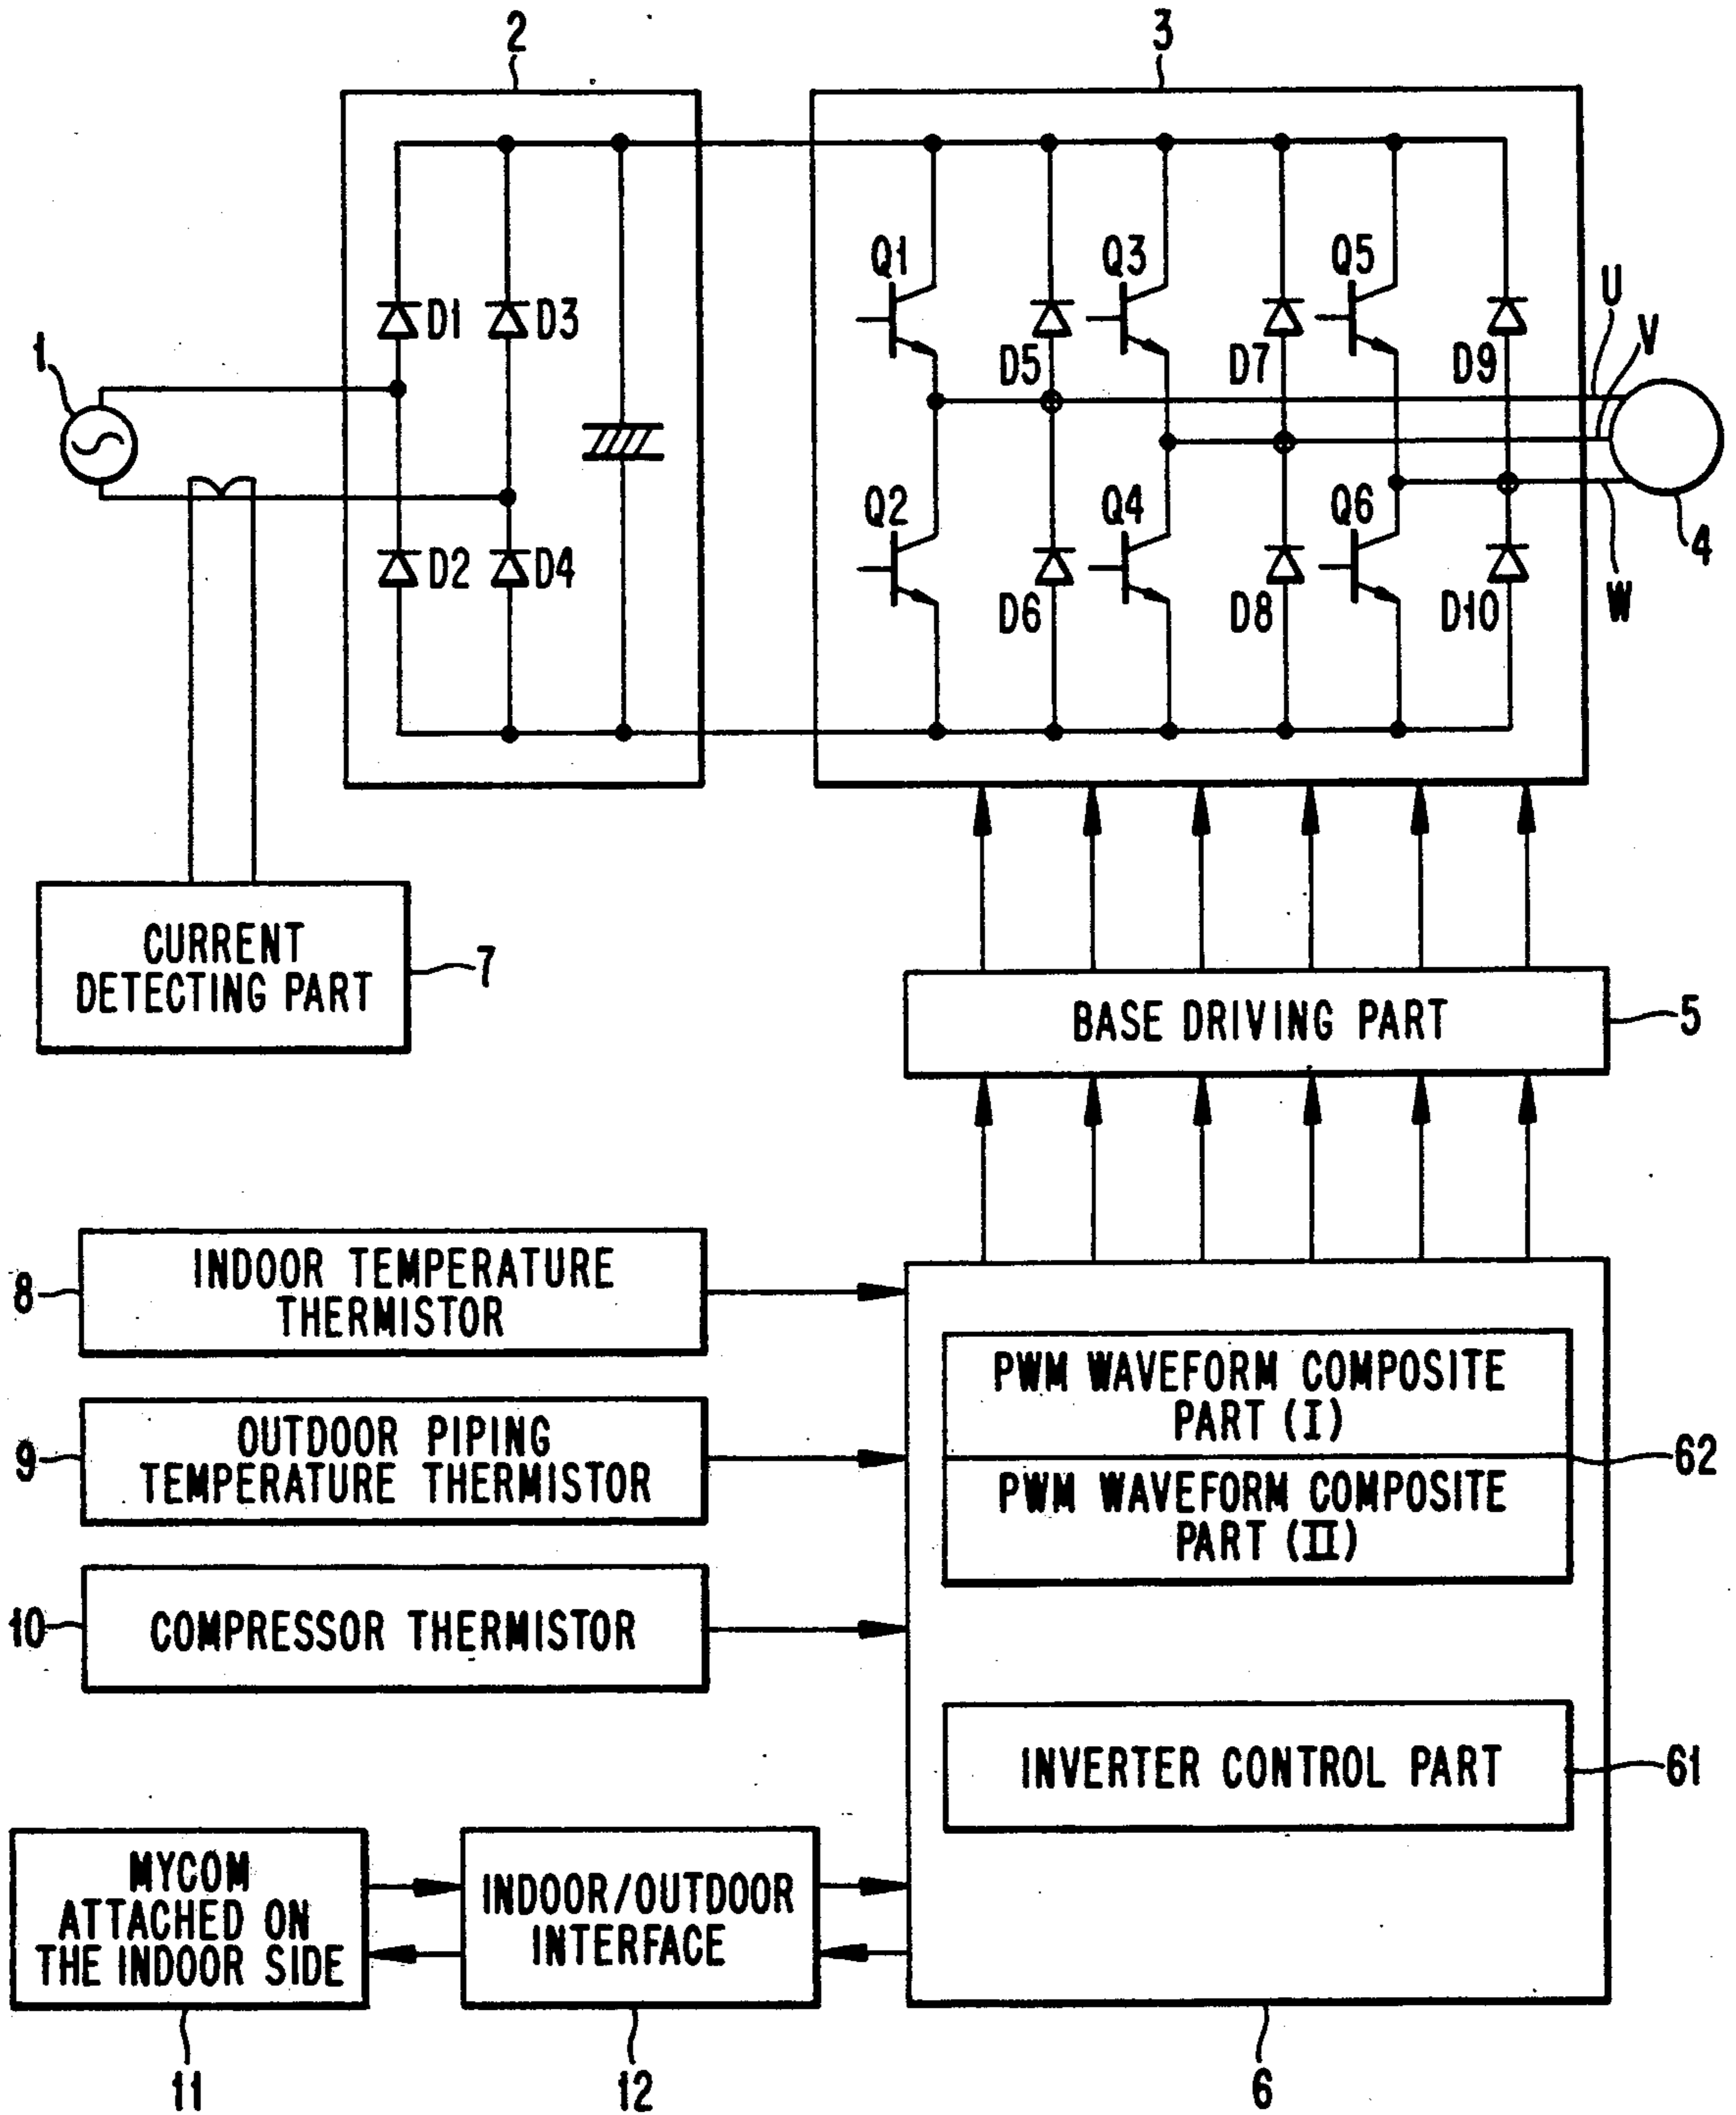 2
3
1
D1
D3
D2
D4
Q1
Q3
Q5
D5
D7
D9
U
V
Q2
Q4
Q6
D6
D8
D10
W
4
CURRENT
DETECTING PART
7
BASE DRIVING PART
5
8
INDOOR TEMPERATURE
THERMISTOR
9
OUTDOOR PIPING
TEMPERATURE THERMISTOR
10
COMPRESSOR THERMISTOR
PWM WAVEFORM COMPOSITE
PART (I)
PWM WAVEFORM COMPOSITE
PART (II)
62
INVERTER CONTROL PART
61
MYCOM
ATTACHED ON
THE INDOOR SIDE
INDOOR/OUTDOOR
INTERFACE
11
12
6